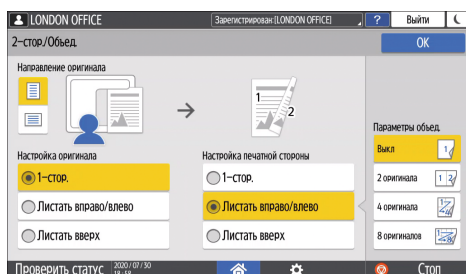 LONDON OFFICE
Зарегистрирован:[LONDON OFFICE]
?
Выйти
2-стор./Объед.
OK
Направление оригинала
1
2
Параметры объед.
Настройка оригинала
Настройка печатной стороны
Выкл
1-стор.
1-стор.
2 оригинала
Листать вправо/влево
Листать вправо/влево
4 оригинала
Листать вверх
Листать вверх
8 оригиналов
Проверить статус
2020/07/30
Стоп